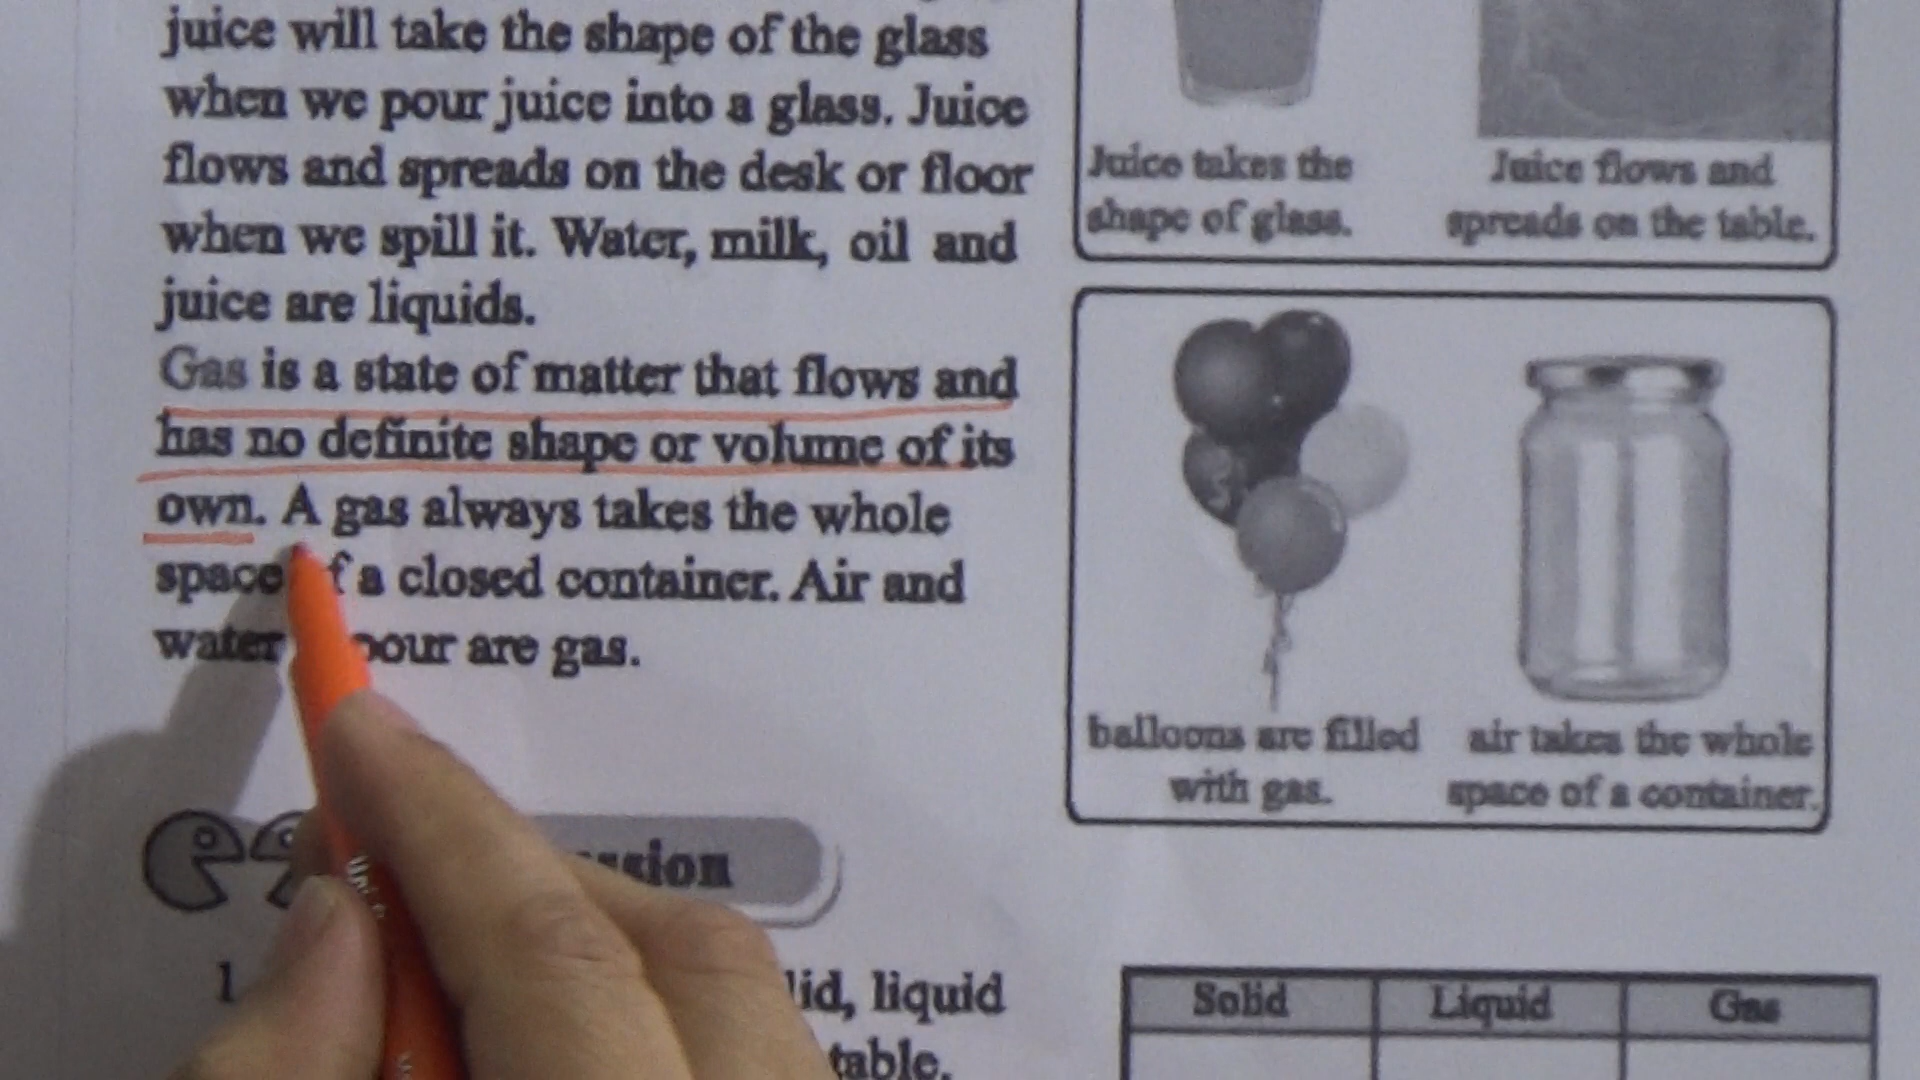 juice will take the shape of the glass
when we pour juice into a glass. Juice
flows and spreads on the desk or floor
when we spill it. Water, milk, oil and
juice are liquids.
Gas is a state of matter that flows and
has no definite shape or volume of its
own. A gas always takes the whole
space a closed container. Air and
water are gas.
Juice takes the
shape of glass.
Juice flows and
spreads on the table.
balloons are filled
with gas.
air takes the whole
space of a container.
1
liquid
table.
Solid Liquid Gas